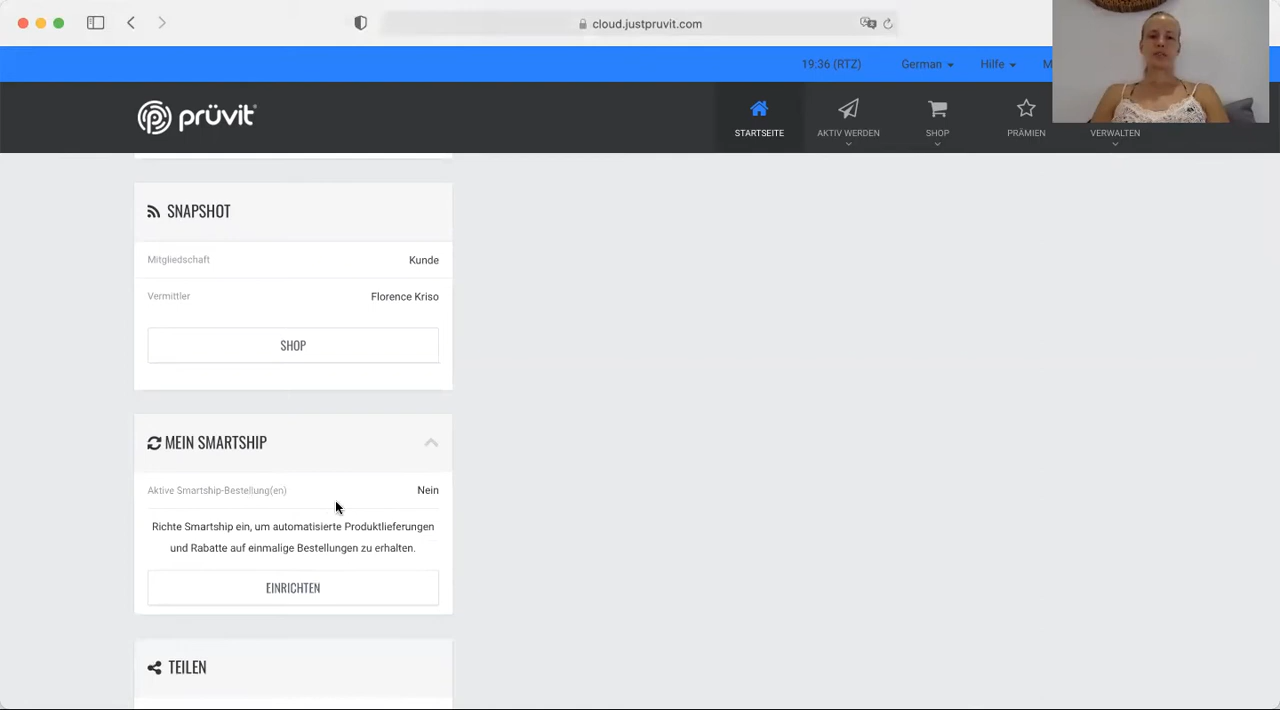 cloud.justpruvit.com
19:36 (RTZ)
German
Hilfe
M
prüvit
STARTSEITE
AKTIV WERDEN
SHOP
PRÄMIEN
VERWALTEN
SNAPSHOT
Mitgliedschaft
Kunde
Vermittler
Florence Kriso
SHOP
MEIN SMARTSHIP
Aktive Smartship-Bestellung(en)
Nein
Richte Smartship ein, um automatisierte Produktlieferungen
und Rabatte auf einmalige Bestellungen zu erhalten.
EINRICHTEN
TEILEN